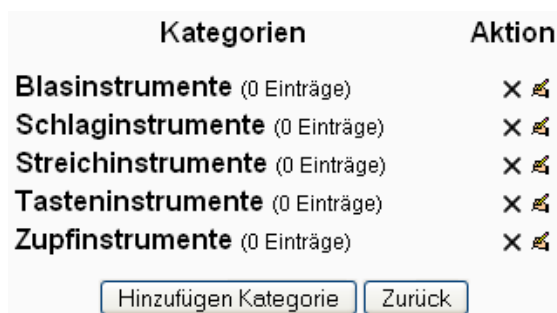 Kategorien Aktion
Blasinstrumente (0 Einträge)
Schlaginstrumente (0 Einträge)
Streichinstrumente (0 Einträge)
Tasteninstrumente (0 Einträge)
Zupfinstrumente (0 Einträge)
Hinzufügen Kategorie Zurück